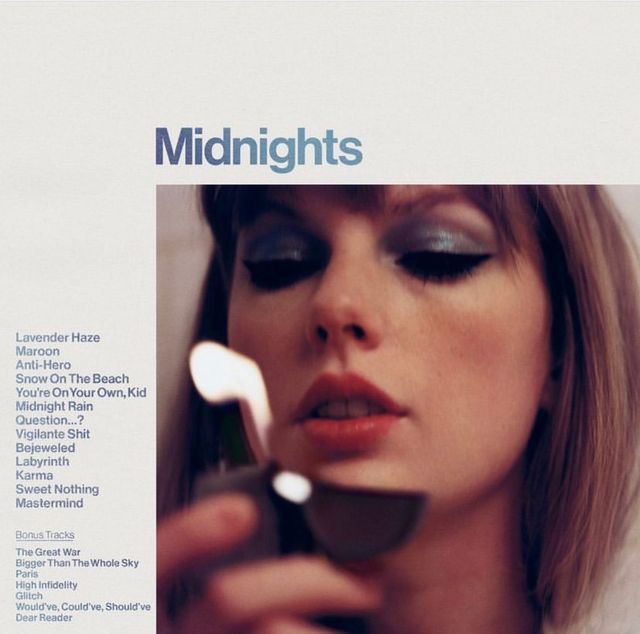 Midnights
Lavender Haze
Maroon
Anti-Hero
Snow On The Beach
You're On Your Own, Kid
Midnight Rain
Question...?
Vigilante Shit
Bejeweled
Labyrinth
Karma
Sweet Nothing
Mastermind
Bonus Tracks
The Great War
Bigger Than The Whole Sky
Paris
High Infidelity
Glitch
Would've, Could've, Should've
Dear Reader